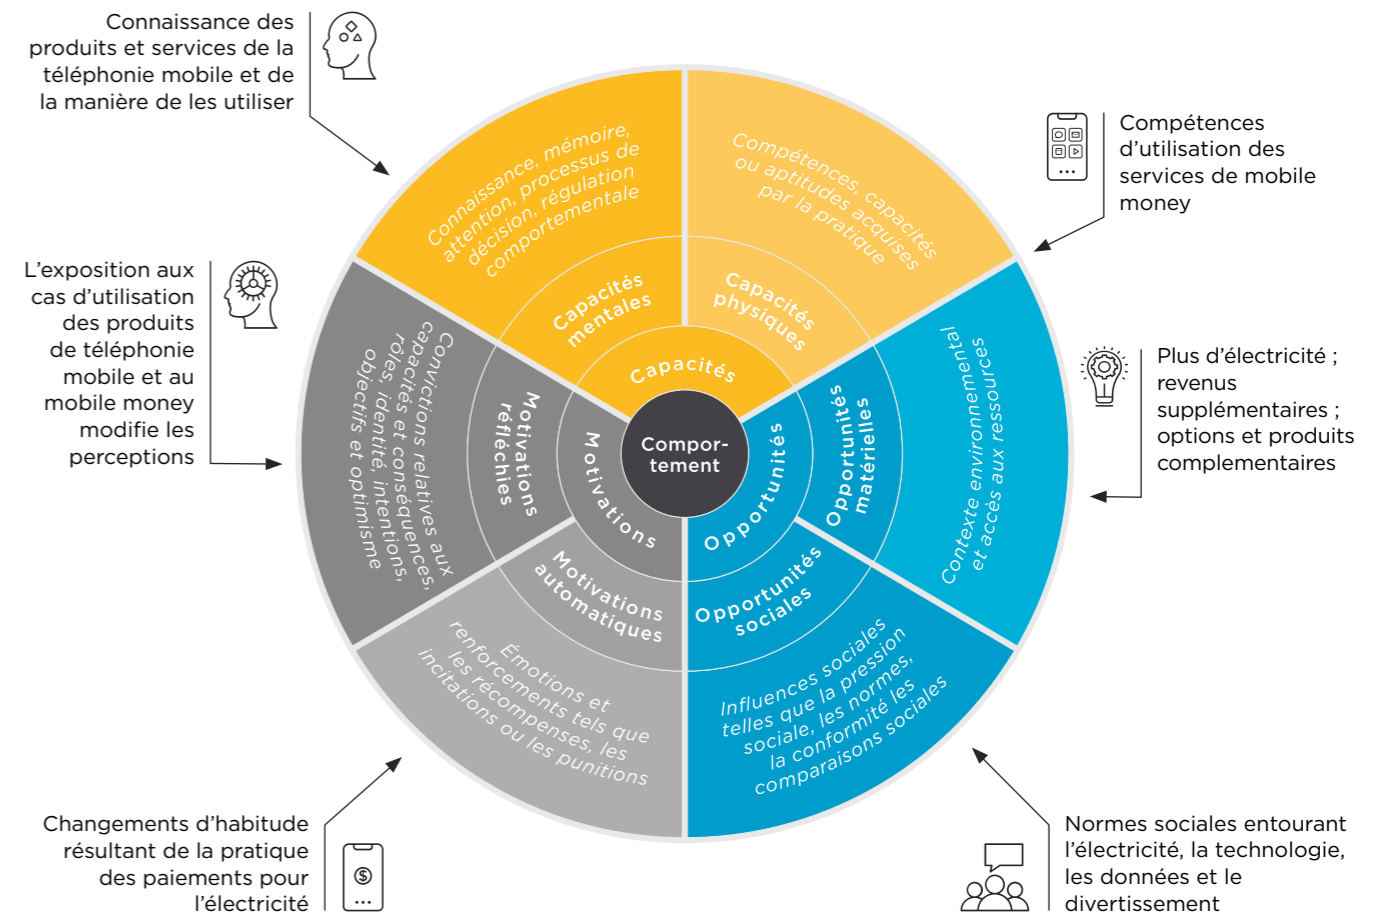 Connaissance des
produits et services de la
téléphonie mobile et de
la manière de les utiliser
Compétences
d’utilisation des
services de mobile
money
L’exposition aux
cas d’utilisation
des produits
de téléphonie
mobile et au
mobile money
modifie les
perceptions
Plus d’électricité ;
revenus
supplémentaires ;
options et produits
complementaires
Changements d’habitude
résultant de la pratique
des paiements pour
l’électricité
Normes sociales entourant
l’électricité, la technologie,
les données et le
divertissement
Connaissance, mémoire,
attention, processus de
décision, régulation
comportementale
Capacités
mentales
Compétences, capacités
ou aptitudes acquises
par la pratique
Capacités
physiques
Capacités
Compor-
tement
Convictions relatives aux
capacités et conséquences,
rôles, identité, intentions,
objectifs et optimisme
Motivations
réfléchies
Motivations
Motivations
automatiques
Émotions et
renforcements tels que
les récompenses, les
incitations ou les punitions
Opportunités
Opportunités
matérielles
Contexte environnemental
et accès aux ressources
Opportunités
sociales
Influences sociales
telles que la pression
sociale, les normes,
la conformité les
comparaisons sociales